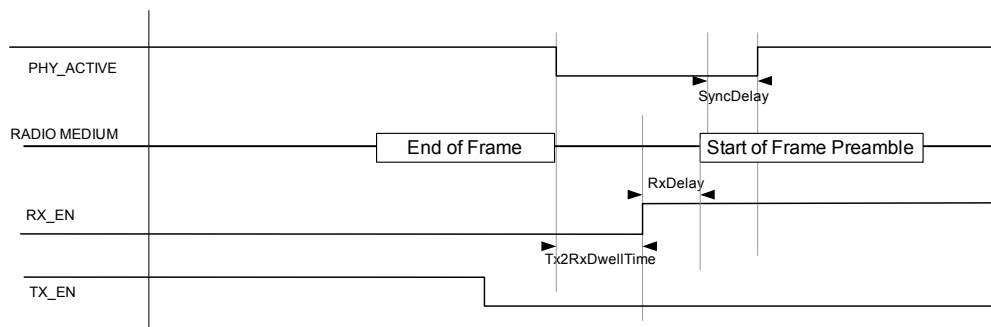 PHY_ACTIVE
SyncDelay
RADIO MEDIUM
End of Frame
Start of Frame Preamble
RxDelay
RX_EN
Tx2RxDwellTime
TX_EN